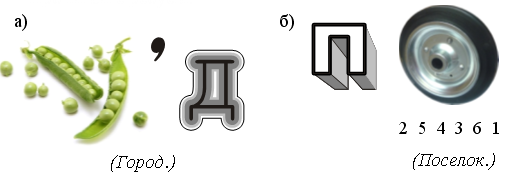 а) , Д
б) П
2 5 4 3 6 1
(Город.)
(Поселок.)